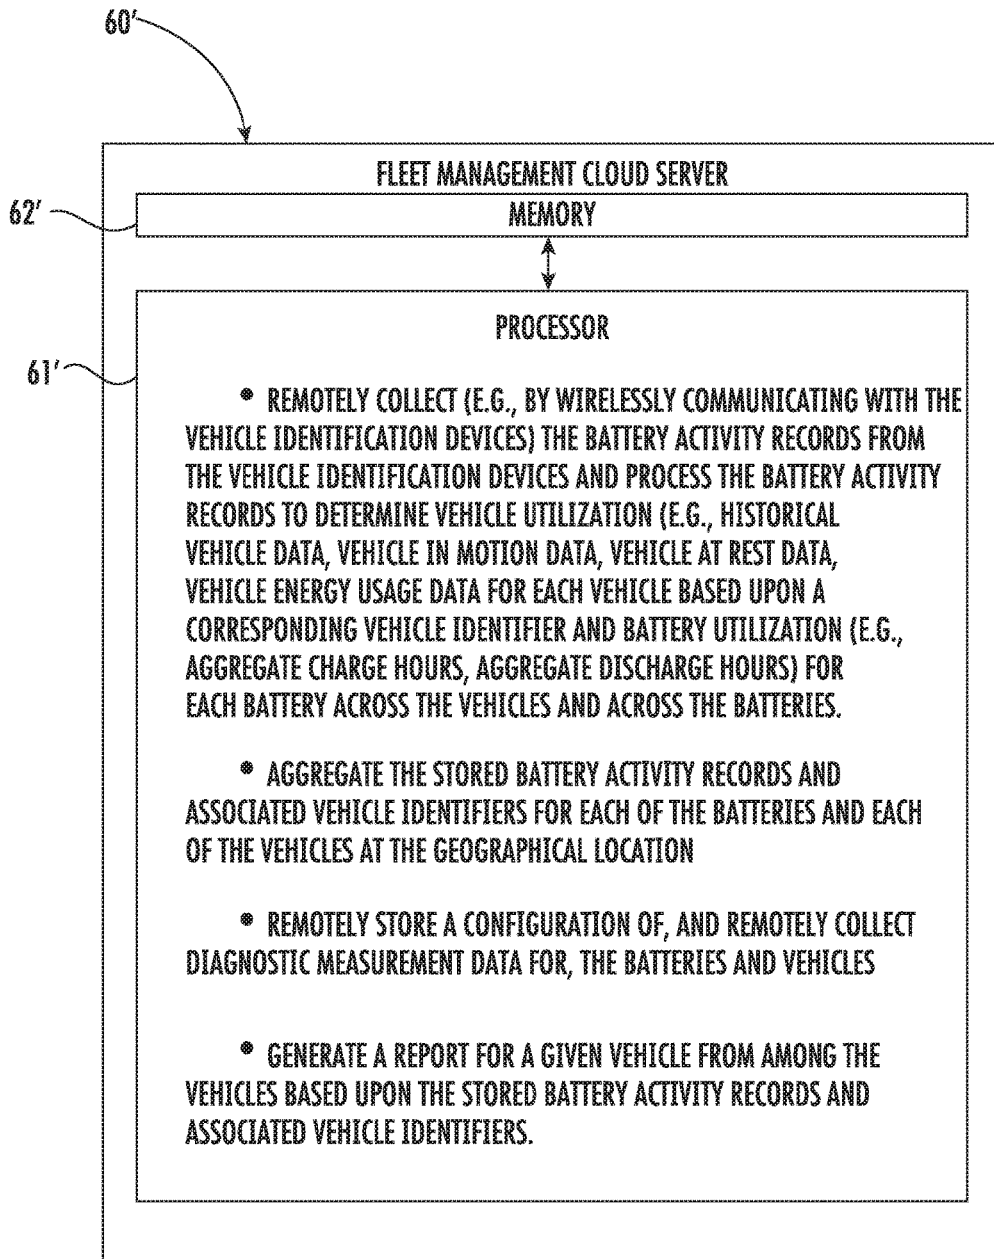 60'
FLEET MANAGEMENT CLOUD SERVER
62'
MEMORY
PROCESSOR
61'
• REMOTELY COLLECT (E.G., BY WIRELESSLY COMMUNICATING WITH THE
VEHICLE IDENTIFICATION DEVICES) THE BATTERY ACTIVITY RECORDS FROM
THE VEHICLE IDENTIFICATION DEVICES AND PROCESS THE BATTERY ACTIVITY
RECORDS TO DETERMINE VEHICLE UTILIZATION (E.G., HISTORICAL
VEHICLE DATA, VEHICLE IN MOTION DATA, VEHICLE AT REST DATA,
VEHICLE ENERGY USAGE DATA FOR EACH VEHICLE BASED UPON A
CORRESPONDING VEHICLE IDENTIFIER AND BATTERY UTILIZATION (E.G.,
AGGREGATE CHARGE HOURS, AGGREGATE DISCHARGE HOURS) FOR
EACH BATTERY ACROSS THE VEHICLES AND ACROSS THE BATTERIES.
• AGGREGATE THE STORED BATTERY ACTIVITY RECORDS AND
ASSOCIATED VEHICLE IDENTIFIERS FOR EACH OF THE BATTERIES AND EACH
OF THE VEHICLES AT THE GEOGRAPHICAL LOCATION
• REMOTELY STORE A CONFIGURATION OF, AND REMOTELY COLLECT
DIAGNOSTIC MEASUREMENT DATA FOR, THE BATTERIES AND VEHICLES
• GENERATE A REPORT FOR A GIVEN VEHICLE FROM AMONG THE
VEHICLES BASED UPON THE STORED BATTERY ACTIVITY RECORDS AND
ASSOCIATED VEHICLE IDENTIFIERS.